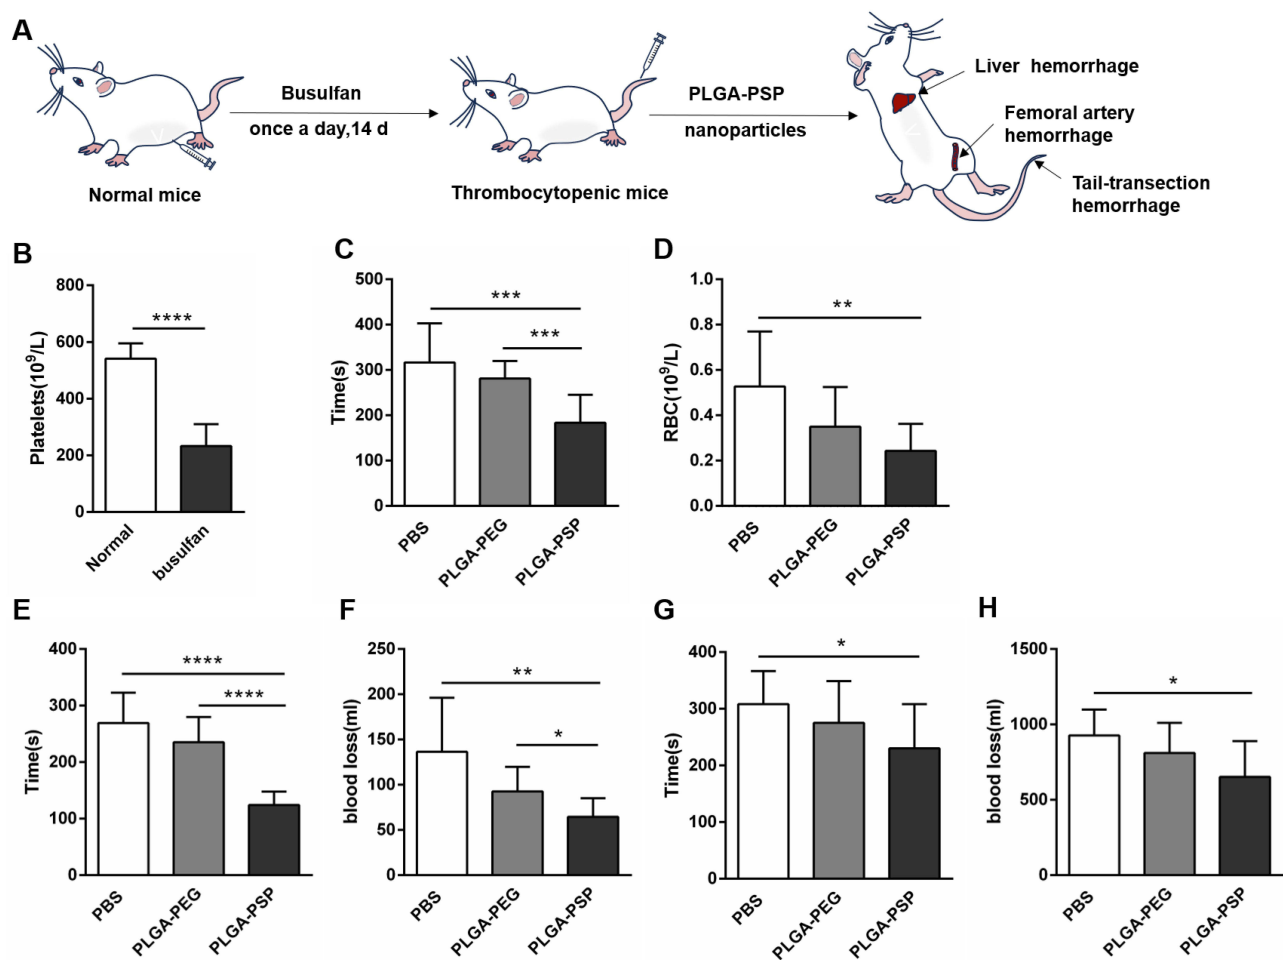 A
Busulfan
once a day,14 d
PLGA-PSP
nanoparticles
Liver hemorrhage
Femoral artery
hemorrhage
Tail-transection
hemorrhage
Normal mice
Thrombocytopenic mice
B
800
600
400
200
0
Platelets(10⁹/L)
****
Normal
busulfan
C
500
400
300
200
100
0
Time(s)
***
***
PBS
PLGA-PEG
PLGA-PSP
D
1.0
0.8
0.6
0.4
0.2
0.0
RBC(10⁹/L)
**
PBS
PLGA-PEG
PLGA-PSP
E
400
300
200
100
0
Time(s)
****
****
PBS
PLGA-PEG
PLGA-PSP
F
250
200
150
100
50
0
blood loss(ml)
**
*
PBS
PLGA-PEG
PLGA-PSP
G
400
300
200
100
0
Time(s)
*
PBS
PLGA-PEG
PLGA-PSP
H
1500
1000
500
0
blood loss(ml)
*
PBS
PLGA-PEG
PLGA-PSP